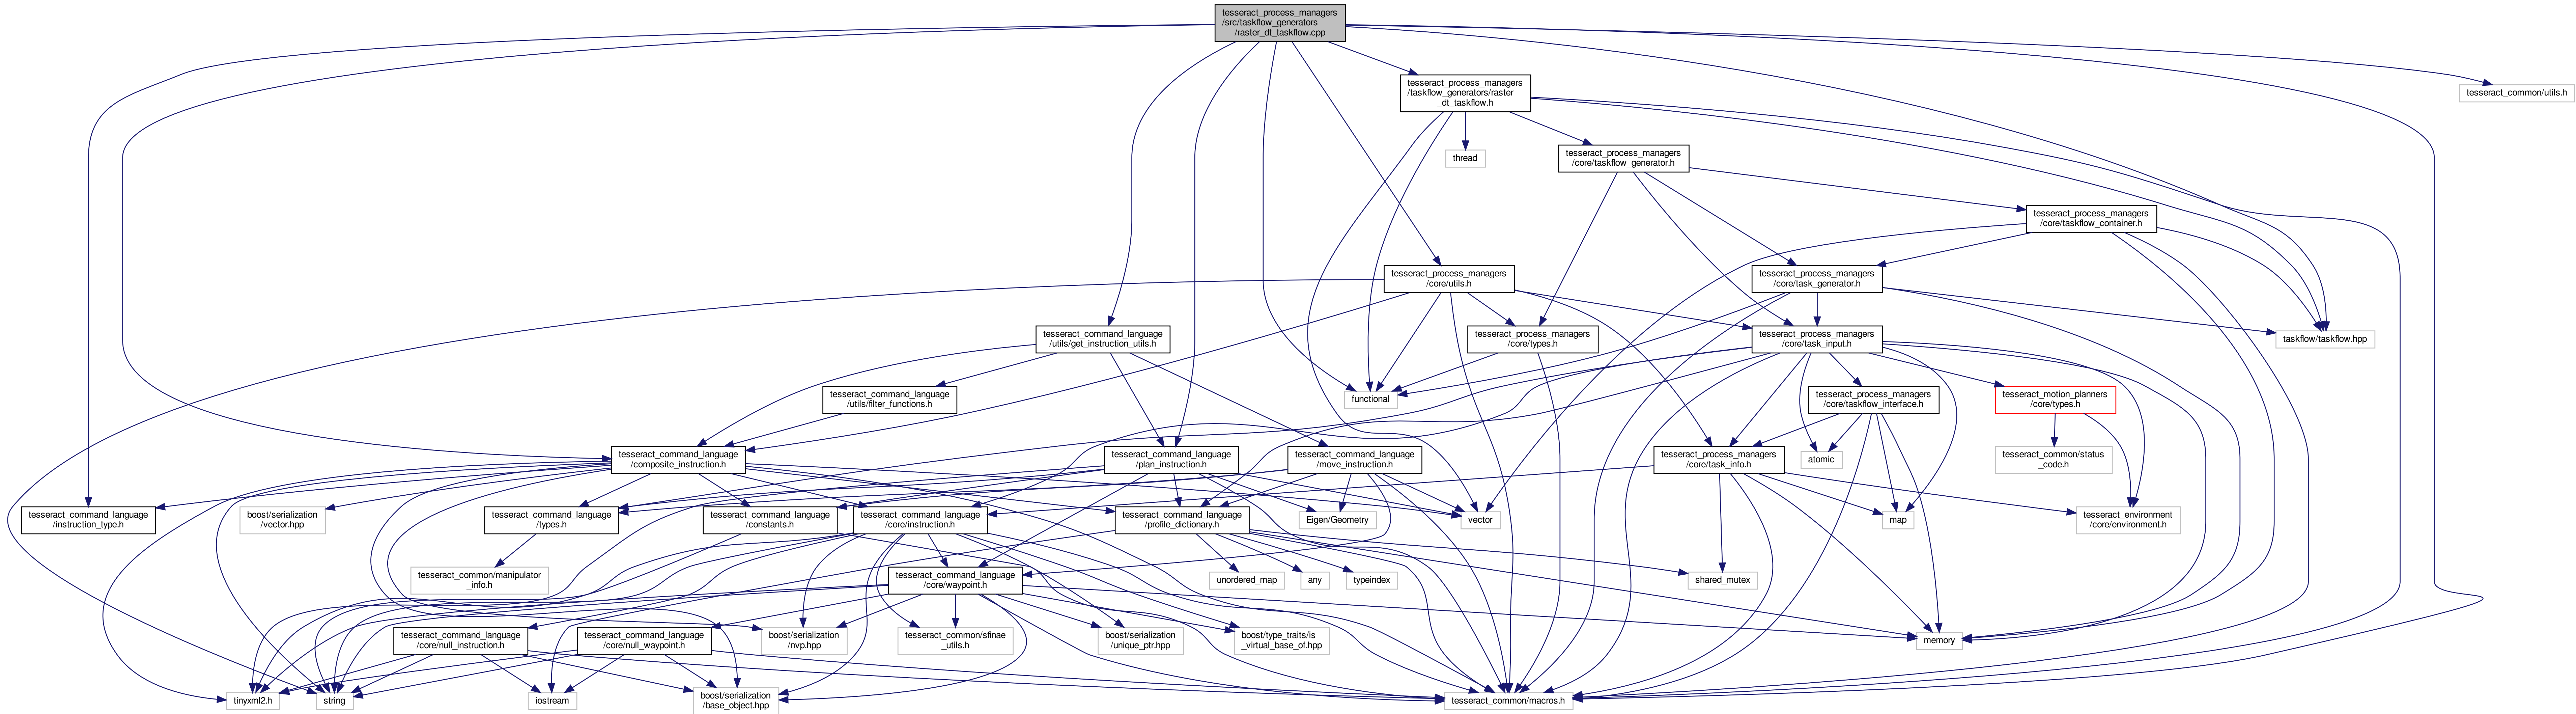 tesseract_process_managers
/src/taskflow_generators
/raster_dt_taskflow.cpp
tesseract_process_managers
/taskflow_generators/raster
_dt_taskflow.h
tesseract_common/utils.h
thread
tesseract_process_managers
/core/taskflow_generator.h
tesseract_process_managers
/core/taskflow_container.h
tesseract_process_managers
/core/utils.h
tesseract_process_managers
/core/task_generator.h
tesseract_command_language
/utils/get_instruction_utils.h
tesseract_process_managers
/core/types.h
tesseract_process_managers
/core/task_input.h
taskflow/taskflow.hpp
tesseract_command_language
/utils/filter_functions.h
functional
tesseract_process_managers
/core/taskflow_interface.h
tesseract_motion_planners
/core/types.h
tesseract_command_language
/composite_instruction.h
tesseract_command_language
/plan_instruction.h
tesseract_command_language
/move_instruction.h
tesseract_process_managers
/core/task_info.h
atomic
tesseract_common/status
_code.h
tesseract_command_language
/instruction_type.h
boost/serialization
/vector.hpp
tesseract_command_language
/types.h
tesseract_command_language
/constants.h
tesseract_command_language
/core/instruction.h
tesseract_command_language
/profile_dictionary.h
Eigen/Geometry
vector
map
tesseract_environment
/core/environment.h
tesseract_common/manipulator
_info.h
tesseract_command_language
/core/waypoint.h
unordered_map
any
typeindex
shared_mutex
tesseract_command_language
/core/null_instruction.h
tesseract_command_language
/core/null_waypoint.h
boost/serialization
/nvp.hpp
tesseract_common/sfinae
_utils.h
boost/serialization
/unique_ptr.hpp
boost/type_traits/is
_virtual_base_of.hpp
memory
tinyxml2.h
string
iostream
boost/serialization
/base_object.hpp
tesseract_common/macros.h